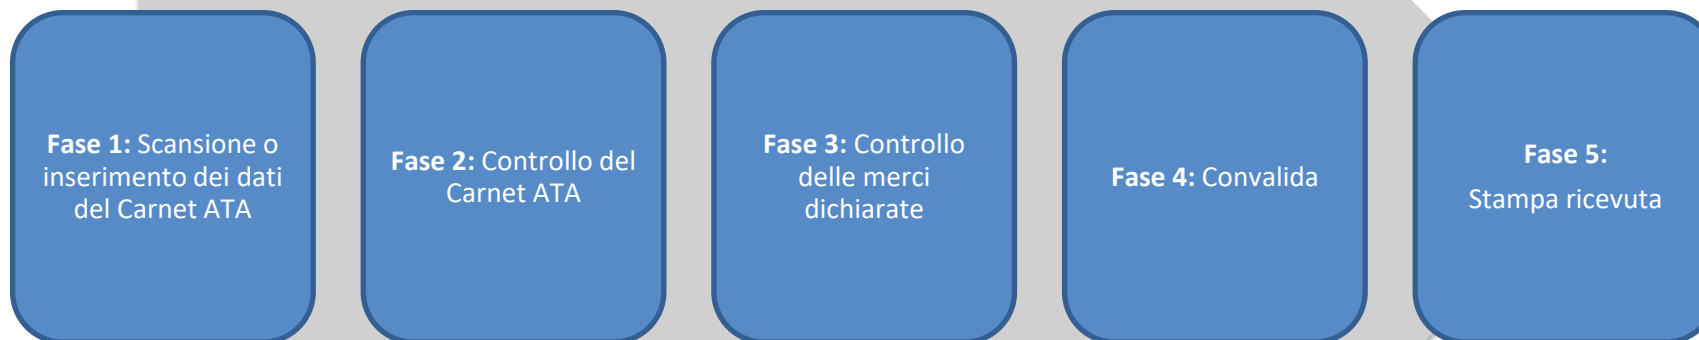 Fase 1: Scansione o
inserimento dei dati
del Carnet ATA
Fase 2: Controllo del
Carnet ATA
Fase 3: Controllo
delle merci
dichiarate
Fase 4: Convalida
Fase 5:
Stampa ricevuta